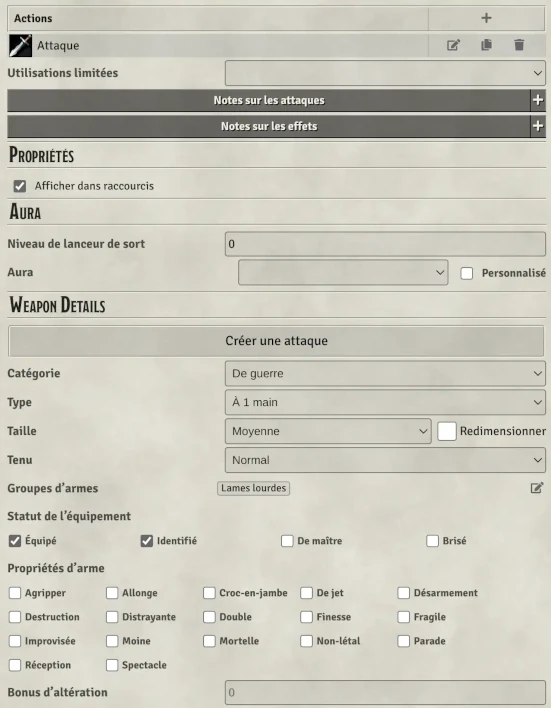 Actions +
Attaque
Utilisations limitées
Notes sur les attaques +
Notes sur les effets +
Propriétés
Afficher dans raccourcis
Aura
Niveau de lanceur de sort 0
Aura Personnalisé
Weapon Details
Créer une attaque
Catégorie De guerre
Type À 1 main
Taille Moyenne Redimensionner
Tenu Normal
Groupes d'armes Lames lourdes
Statut de l'équipement
Équipé Identifié De maître Brisé
Propriétés d'arme
Agripper Allonge Croc-en-jambe De jet Désarmement
Destruction Distrayante Double Finesse Fragile
Improvisée Moine Mortelle Non-létal Parade
Réception Spectacle
Bonus d'altération 0